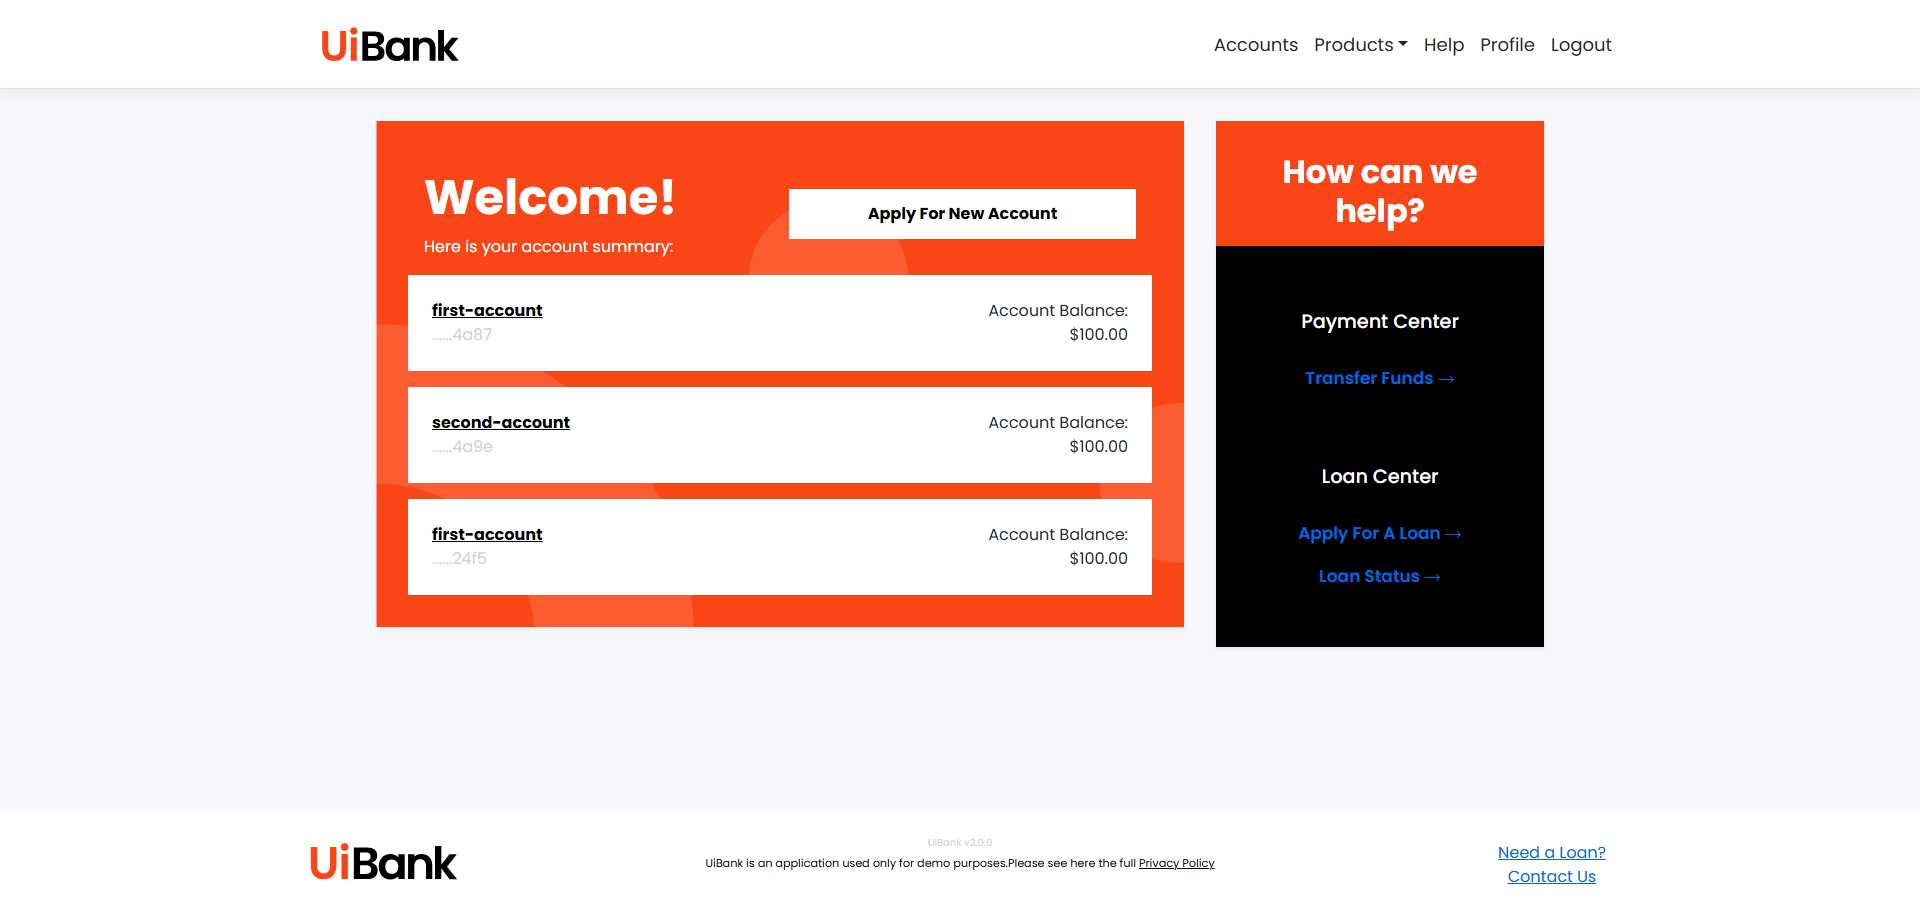 UiBank
Accounts Products Help Profile Logout
Welcome!
Here is your account summary:
Apply For New Account
first-account
......4a87
Account Balance:
$100.00
second-account
......4a9e
Account Balance:
$100.00
first-account
......24f5
Account Balance:
$100.00
How can we
help?
Payment Center
Transfer Funds →
Loan Center
Apply For A Loan →
Loan Status →
UiBank
UiBank v2.0.0
UiBank is an application used only for demo purposes.Please see here the full Privacy Policy
Need a Loan?
Contact Us